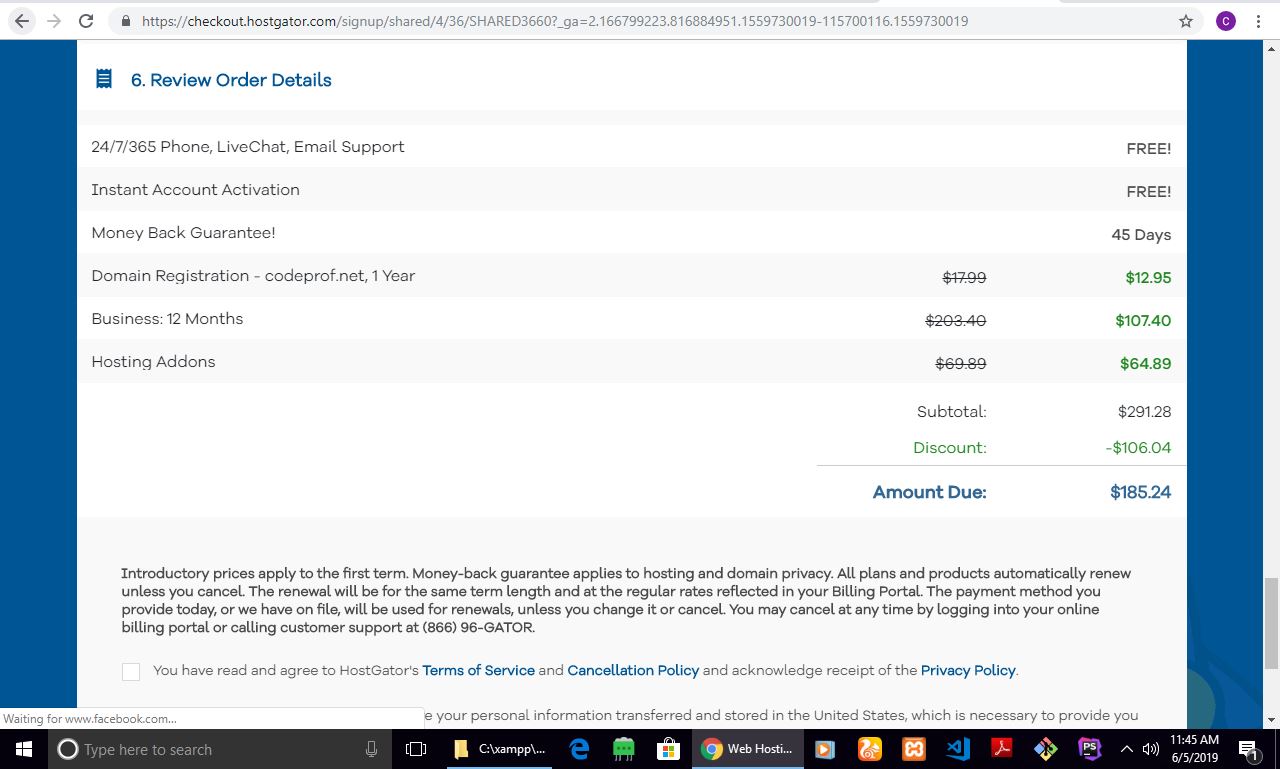 https://checkout.hostgator.com/signup/shared/4/36/SHARED3660?_ga=2.166799223.816884951.1559730019-115700116.1559730019
C
6. Review Order Details
24/7/365 Phone, LiveChat, Email Support FREE!
Instant Account Activation FREE!
Money Back Guarantee! 45 Days
Domain Registration - codeprof.net, 1 Year $17.99 $12.95
Business: 12 Months $203.40 $107.40
Hosting Addons $69.89 $64.89
Subtotal: $291.28
Discount: -$106.04
Amount Due: $185.24
Introductory prices apply to the first term. Money-back guarantee applies to hosting and domain privacy. All plans and products automatically renew
unless you cancel. The renewal will be for the same term length and at the regular rates reflected in your Billing Portal. The payment method you
provide today, or we have on file, will be used for renewals, unless you change it or cancel. You may cancel at any time by logging into your online
billing portal or calling customer support at (866) 96-GATOR.
You have read and agree to HostGator's Terms of Service and Cancellation Policy and acknowledge receipt of the Privacy Policy.
e your personal information transferred and stored in the United States, which is necessary to provide you
Waiting for www.facebook.com...
Type here to search
C:\xampp\...
Web Hosti...
PS
11:45 AM
6/5/2019
1